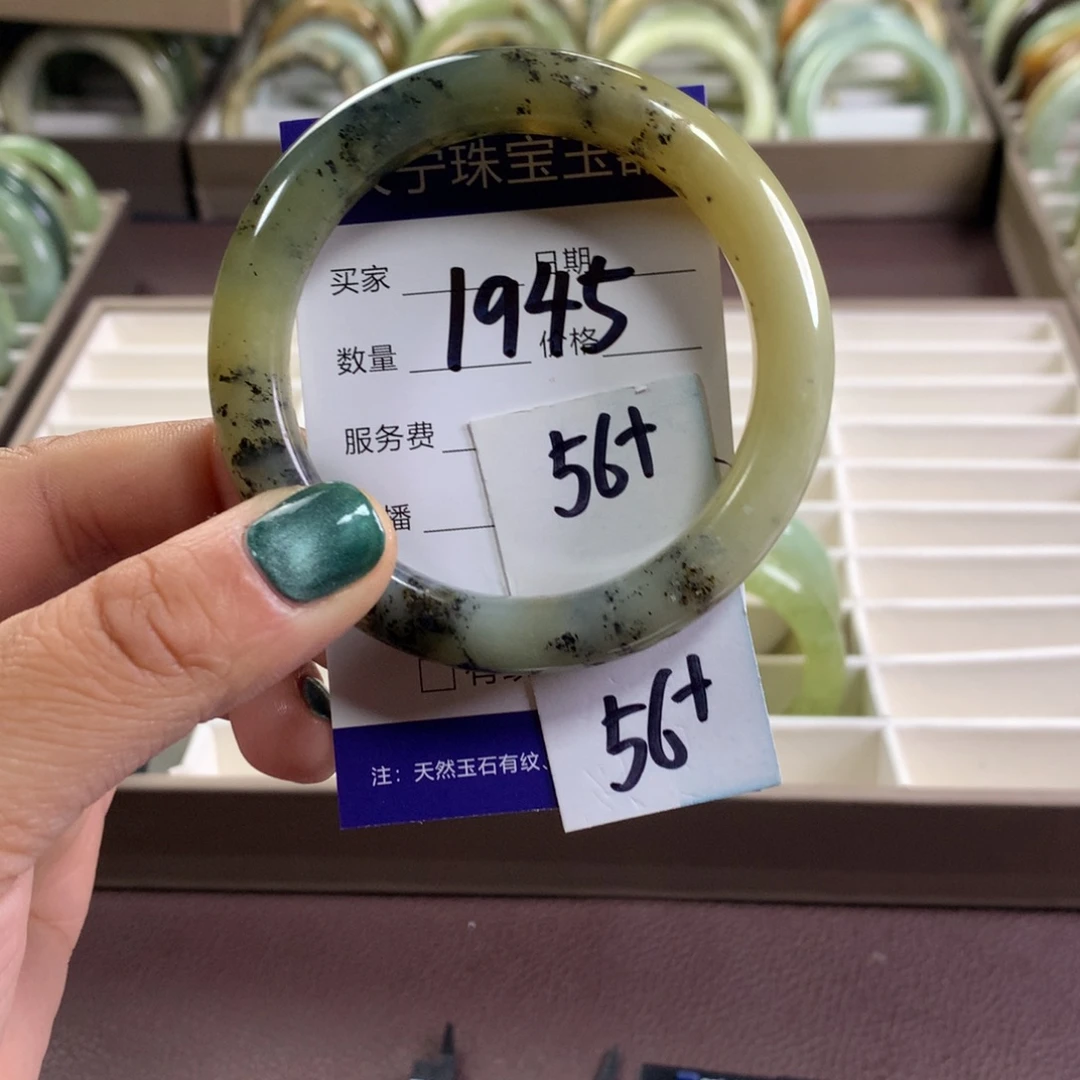 宁珠宝玉器
买家
日期
1945
数量
价格
服务费
56+
播
56+
注：天然玉石有纹、